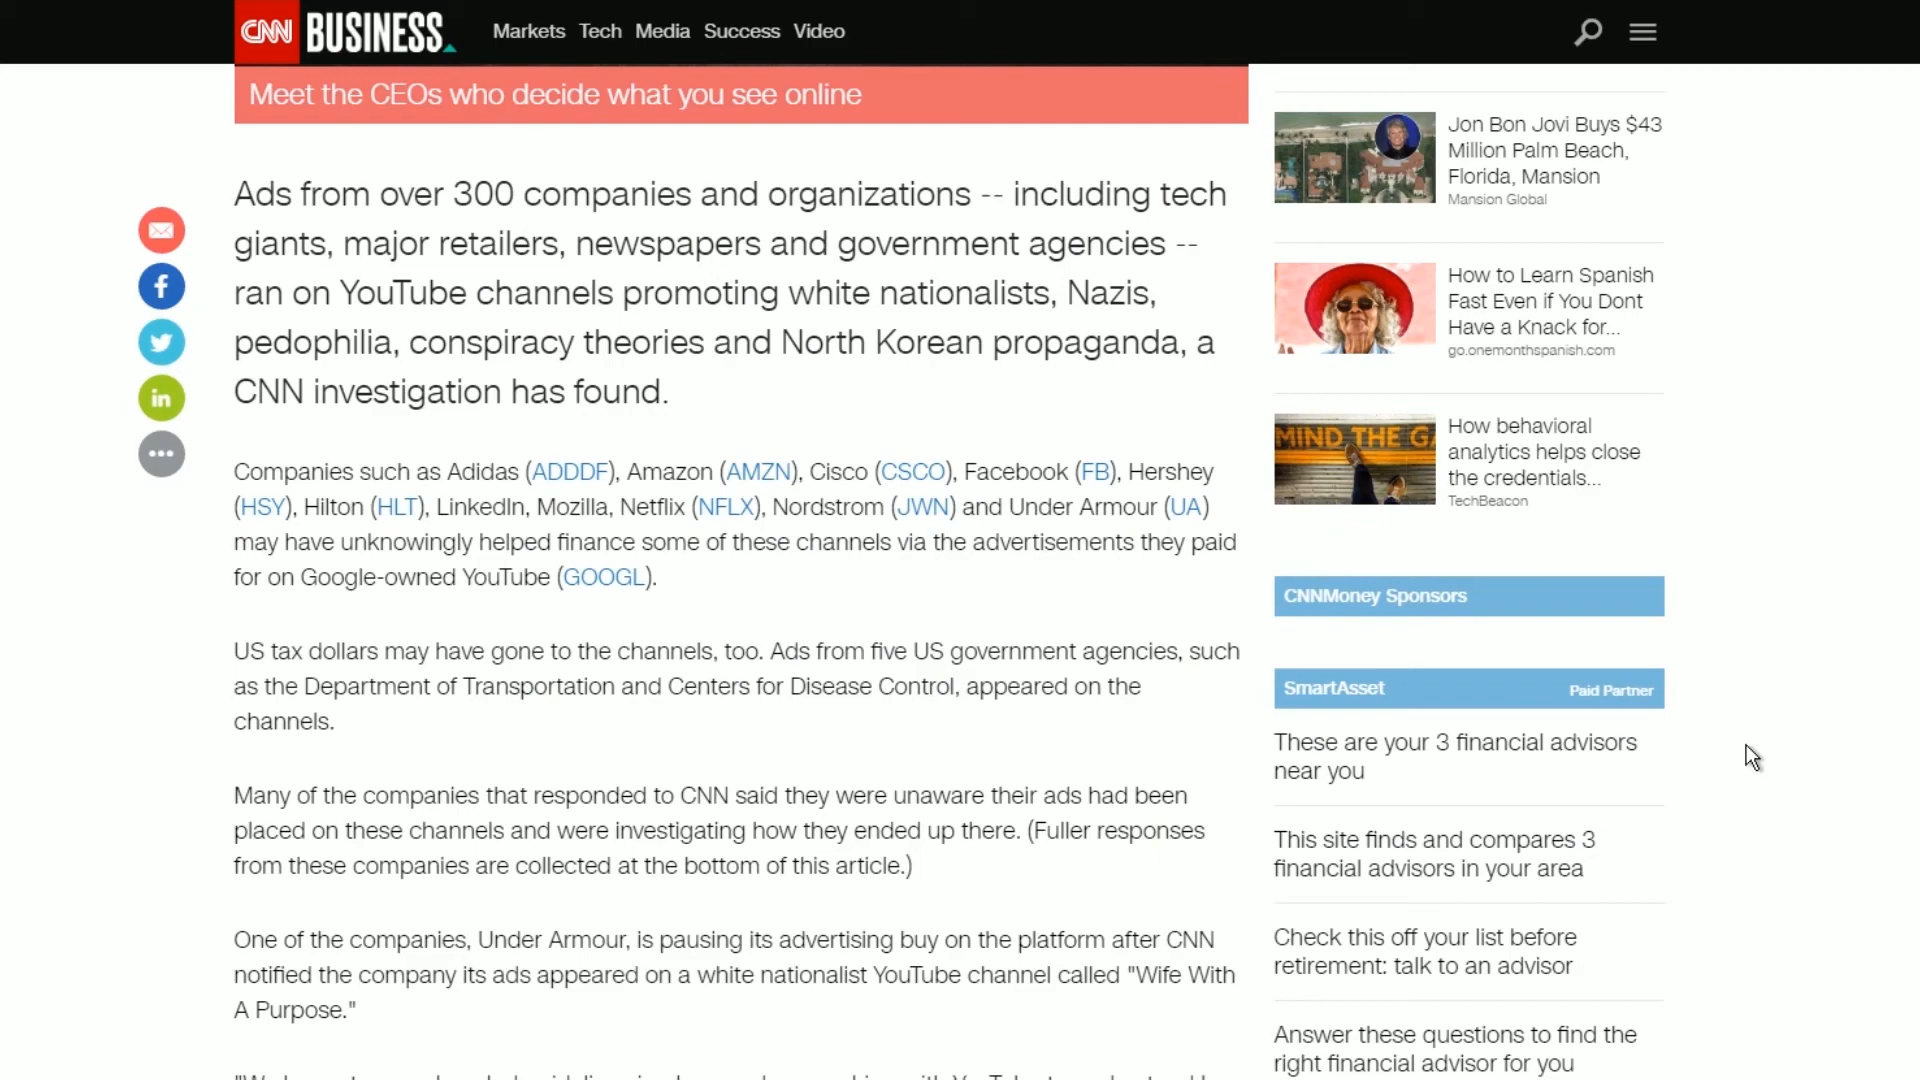 CNN BUSINESS Markets Tech Media Success Video
Meet the CEOs who decide what you see online
Ads from over 300 companies and organizations -- including tech
giants, major retailers, newspapers and government agencies --
ran on YouTube channels promoting white nationalists, Nazis,
pedophilia, conspiracy theories and North Korean propaganda, a
CNN investigation has found.
Companies such as Adidas (ADDDF), Amazon (AMZN), Cisco (CSCO), Facebook (FB), Hershey
(HSY), Hilton (HLT), LinkedIn, Mozilla, Netflix (NFLX), Nordstrom (JWN) and Under Armour (UA)
may have unknowingly helped finance some of these channels via the advertisements they paid
for on Google-owned YouTube (GOOGL).
US tax dollars may have gone to the channels, too. Ads from five US government agencies, such
as the Department of Transportation and Centers for Disease Control, appeared on the
channels.
Many of the companies that responded to CNN said they were unaware their ads had been
placed on these channels and were investigating how they ended up there. (Fuller responses
from these companies are collected at the bottom of this article.)
One of the companies, Under Armour, is pausing its advertising buy on the platform after CNN
notified the company its ads appeared on a white nationalist YouTube channel called "Wife With
A Purpose."
Jon Bon Jovi Buys $43
Million Palm Beach,
Florida, Mansion
Mansion Global
How to Learn Spanish
Fast Even if You Dont
Have a Knack for...
go.onemonthspanish.com
MIND THE GA
How behavioral
analytics helps close
the credentials...
TechBeacon
CNNMoney Sponsors
SmartAsset Paid Partner
These are your 3 financial advisors
near you
This site finds and compares 3
financial advisors in your area
Check this off your list before
retirement: talk to an advisor
Answer these questions to find the
right financial advisor for you